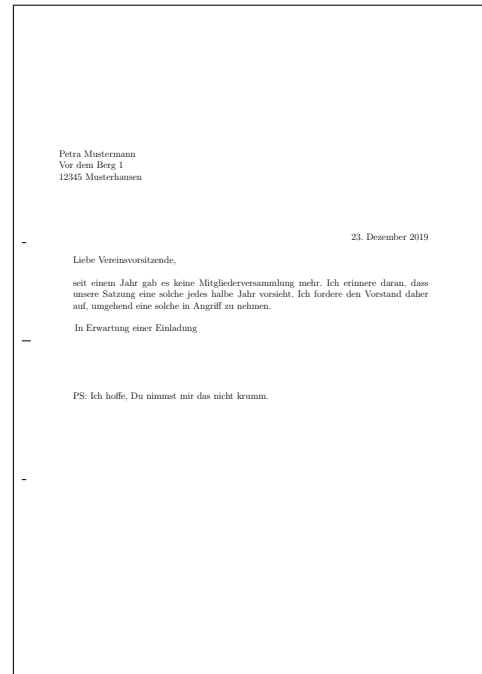 Petra Mustermann
Vor dem Berg 1
12345 Musterhausen
23. Dezember 2019
Liebe Vereinsvorsitzende,
seit einem Jahr gab es keine Mitgliederversammlung mehr. Ich erinnere daran, dass
unsere Satzung eine solche jedes halbe Jahr vorsieht. Ich fordere den Vorstand daher
auf, umgehend eine solche in Angriff zu nehmen.
In Erwartung einer Einladung
PS: Ich hoffe, Du nimmst mir das nicht krumm.